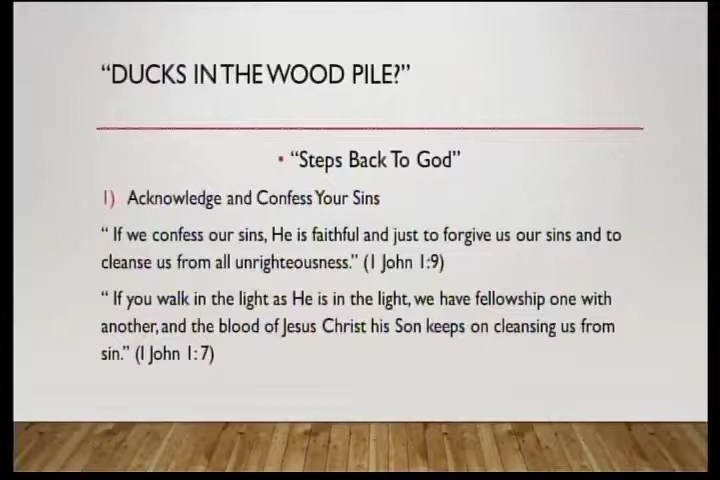 “DUCKS IN THE WOOD PILE?”
• “Steps Back To God”
1) Acknowledge and Confess Your Sins
“ If we confess our sins, He is faithful and just to forgive us our sins and to
cleanse us from all unrighteousness.” (1 John 1:9)
“ If you walk in the light as He is in the light, we have fellowship one with
another, and the blood of Jesus Christ his Son keeps on cleansing us from
sin.” (1 John 1:7)